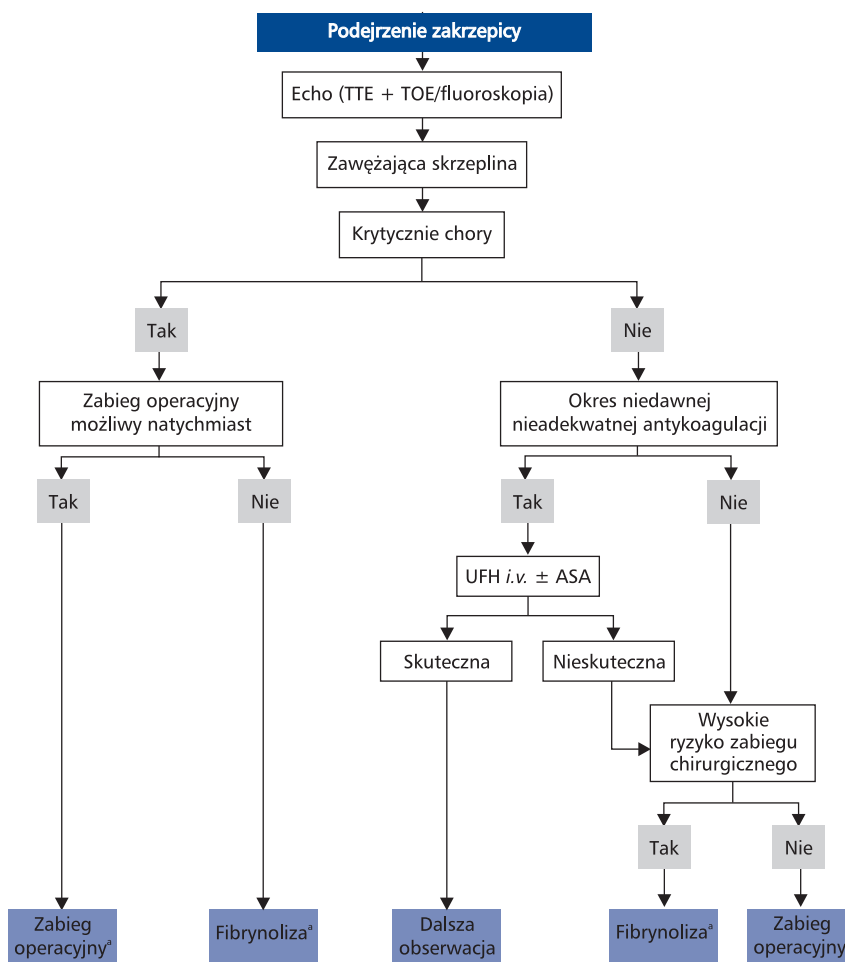 Podejrzenie zakrzepicy
Echo (TTE + TOE/fluoroskopia)
Zawężająca skrzeplina
Krytycznie chory
Tak
Nie
Zabieg operacyjny
możliwy natychmiast
Okres niedawnej
nieadekwatnej antykoagulacji
Tak
Nie
Tak
Nie
UFH i.v. ± ASA
Skuteczna
Nieskuteczna
Wysokie
ryzyko zabiegu
chirurgicznego
Tak
Nie
Zabieg
operacyjnyᵃ
Fibrynolizaᵃ
Dalsza
obserwacja
Fibrynolizaᵃ
Zabieg
operacyjny